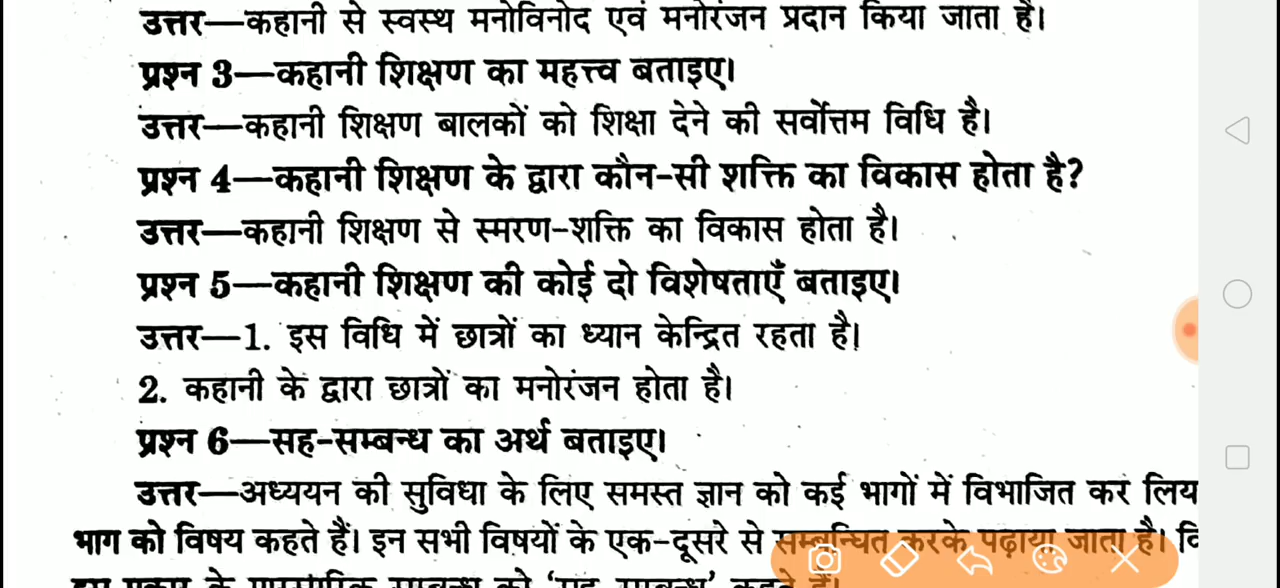 उत्तर—कहानी से स्वस्थ मनोविनोद एवं मनोरंजन प्रदान किया जाता है।
प्रश्न 3—कहानी शिक्षण का महत्त्व बताइए।
उत्तर—कहानी शिक्षण बालकों को शिक्षा देने की सर्वोत्तम विधि है।
प्रश्न 4—कहानी शिक्षण के द्वारा कौन-सी शक्ति का विकास होता है?
उत्तर—कहानी शिक्षण से स्मरण-शक्ति का विकास होता है।
प्रश्न 5—कहानी शिक्षण की कोई दो विशेषताएँ बताइए।
उत्तर—1. इस विधि में छात्रों का ध्यान केन्द्रित रहता है।
2. कहानी के द्वारा छात्रों का मनोरंजन होता है।
प्रश्न 6—सह-सम्बन्ध का अर्थ बताइए।
उत्तर—अध्ययन की सुविधा के लिए समस्त ज्ञान को कई भागों में विभाजित कर लिय
भाग को विषय कहते हैं। इन सभी विषयों के एक-दूसरे से सम्बन्धित करके पढ़ाया जाता है।